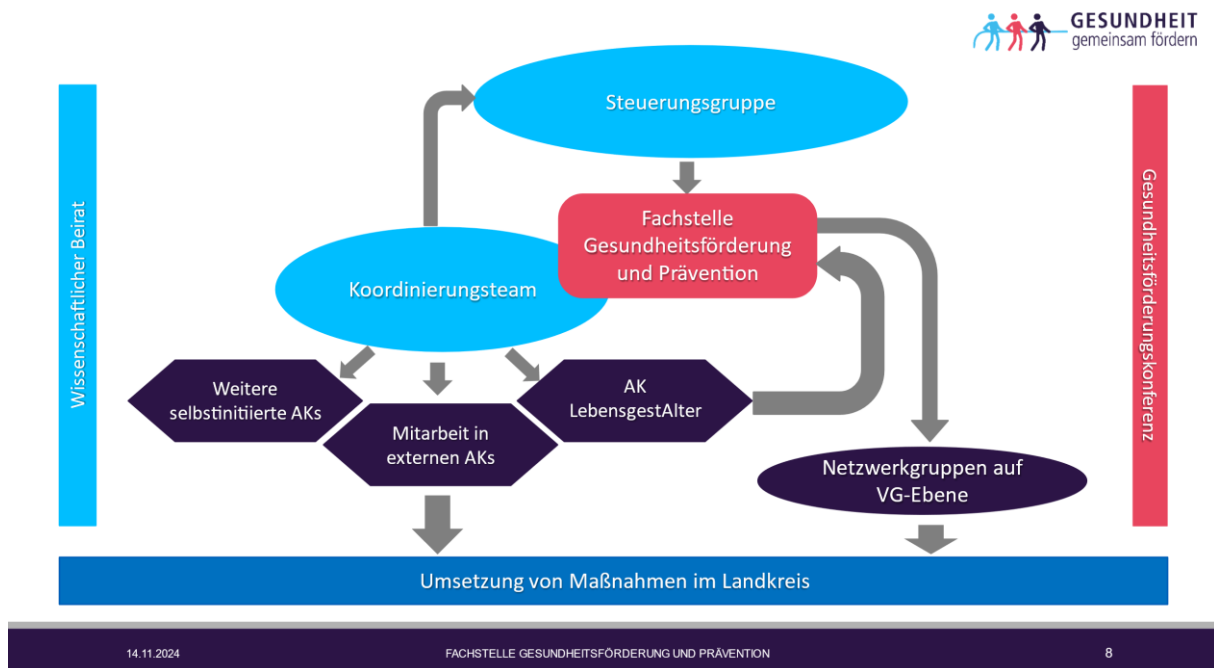 GESUNDHEIT
gemeinsam fördern
Steuerungsgruppe
Wissenschaftlicher Beirat
Gesundheitsförderungskonferenz
Fachstelle
Gesundheitsförderung
und Prävention
Koordinierungsteam
Weitere
selbstinitiierte AKs
Mitarbeit in
externen AKs
AK
LebensgestAlter
Netzwerkgruppen auf
VG-Ebene
Umsetzung von Maßnahmen im Landkreis
14.11.2024
FACHSTELLE GESUNDHEITSFÖRDERUNG UND PRÄVENTION
8